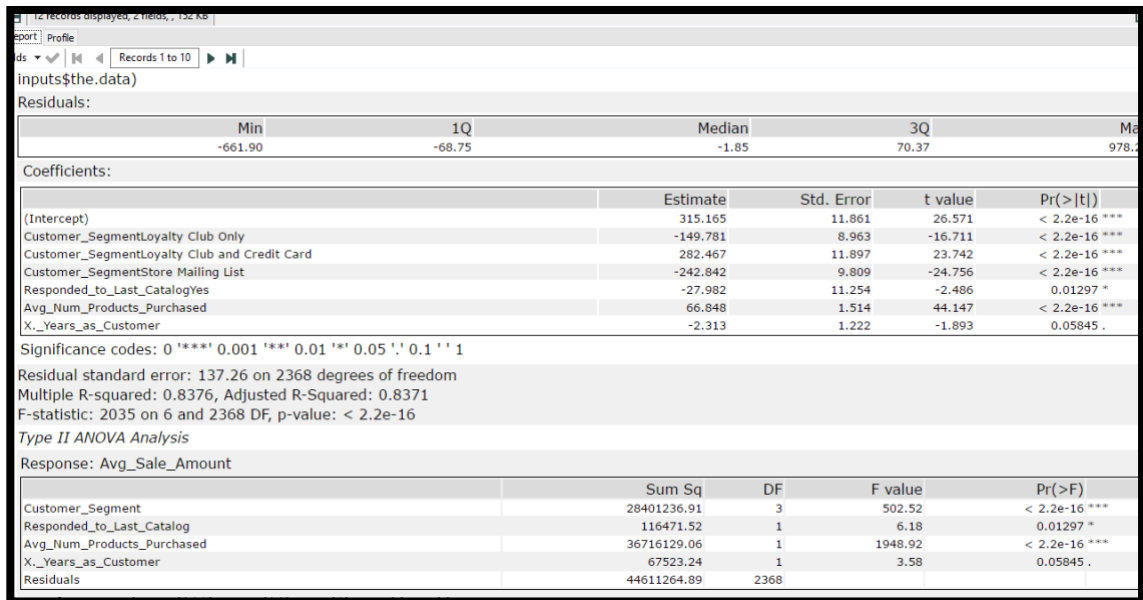 12 records displayed, 2 fields, , 152 KB
eport Profile
lds Records 1 to 10
inputs$the.data)
Residuals:
Min 1Q Median 3Q Ma
-661.90 -68.75 -1.85 70.37 978.2
Coefficients:
Estimate Std. Error t value Pr(>|t|)
(Intercept) 315.165 11.861 26.571 < 2.2e-16 ***
Customer_SegmentLoyalty Club Only -149.781 8.963 -16.711 < 2.2e-16 ***
Customer_SegmentLoyalty Club and Credit Card 282.467 11.897 23.742 < 2.2e-16 ***
Customer_SegmentStore Mailing List -242.842 9.809 -24.756 < 2.2e-16 ***
Responded_to_Last_CatalogYes -27.982 11.254 -2.486 0.01297 *
Avg_Num_Products_Purchased 66.848 1.514 44.147 < 2.2e-16 ***
X._Years_as_Customer -2.313 1.222 -1.893 0.05845 .
Significance codes: 0 '***' 0.001 '**' 0.01 '*' 0.05 '.' 0.1 ' ' 1
Residual standard error: 137.26 on 2368 degrees of freedom
Multiple R-squared: 0.8376, Adjusted R-Squared: 0.8371
F-statistic: 2035 on 6 and 2368 DF, p-value: < 2.2e-16
Type II ANOVA Analysis
Response: Avg_Sale_Amount
Sum Sq DF F value Pr(>F)
Customer_Segment 28401236.91 3 502.52 < 2.2e-16 ***
Responded_to_Last_Catalog 116471.52 1 6.18 0.01297 *
Avg_Num_Products_Purchased 36716129.06 1 1948.92 < 2.2e-16 ***
X._Years_as_Customer 67523.24 1 3.58 0.05845 .
Residuals 44611264.89 2368